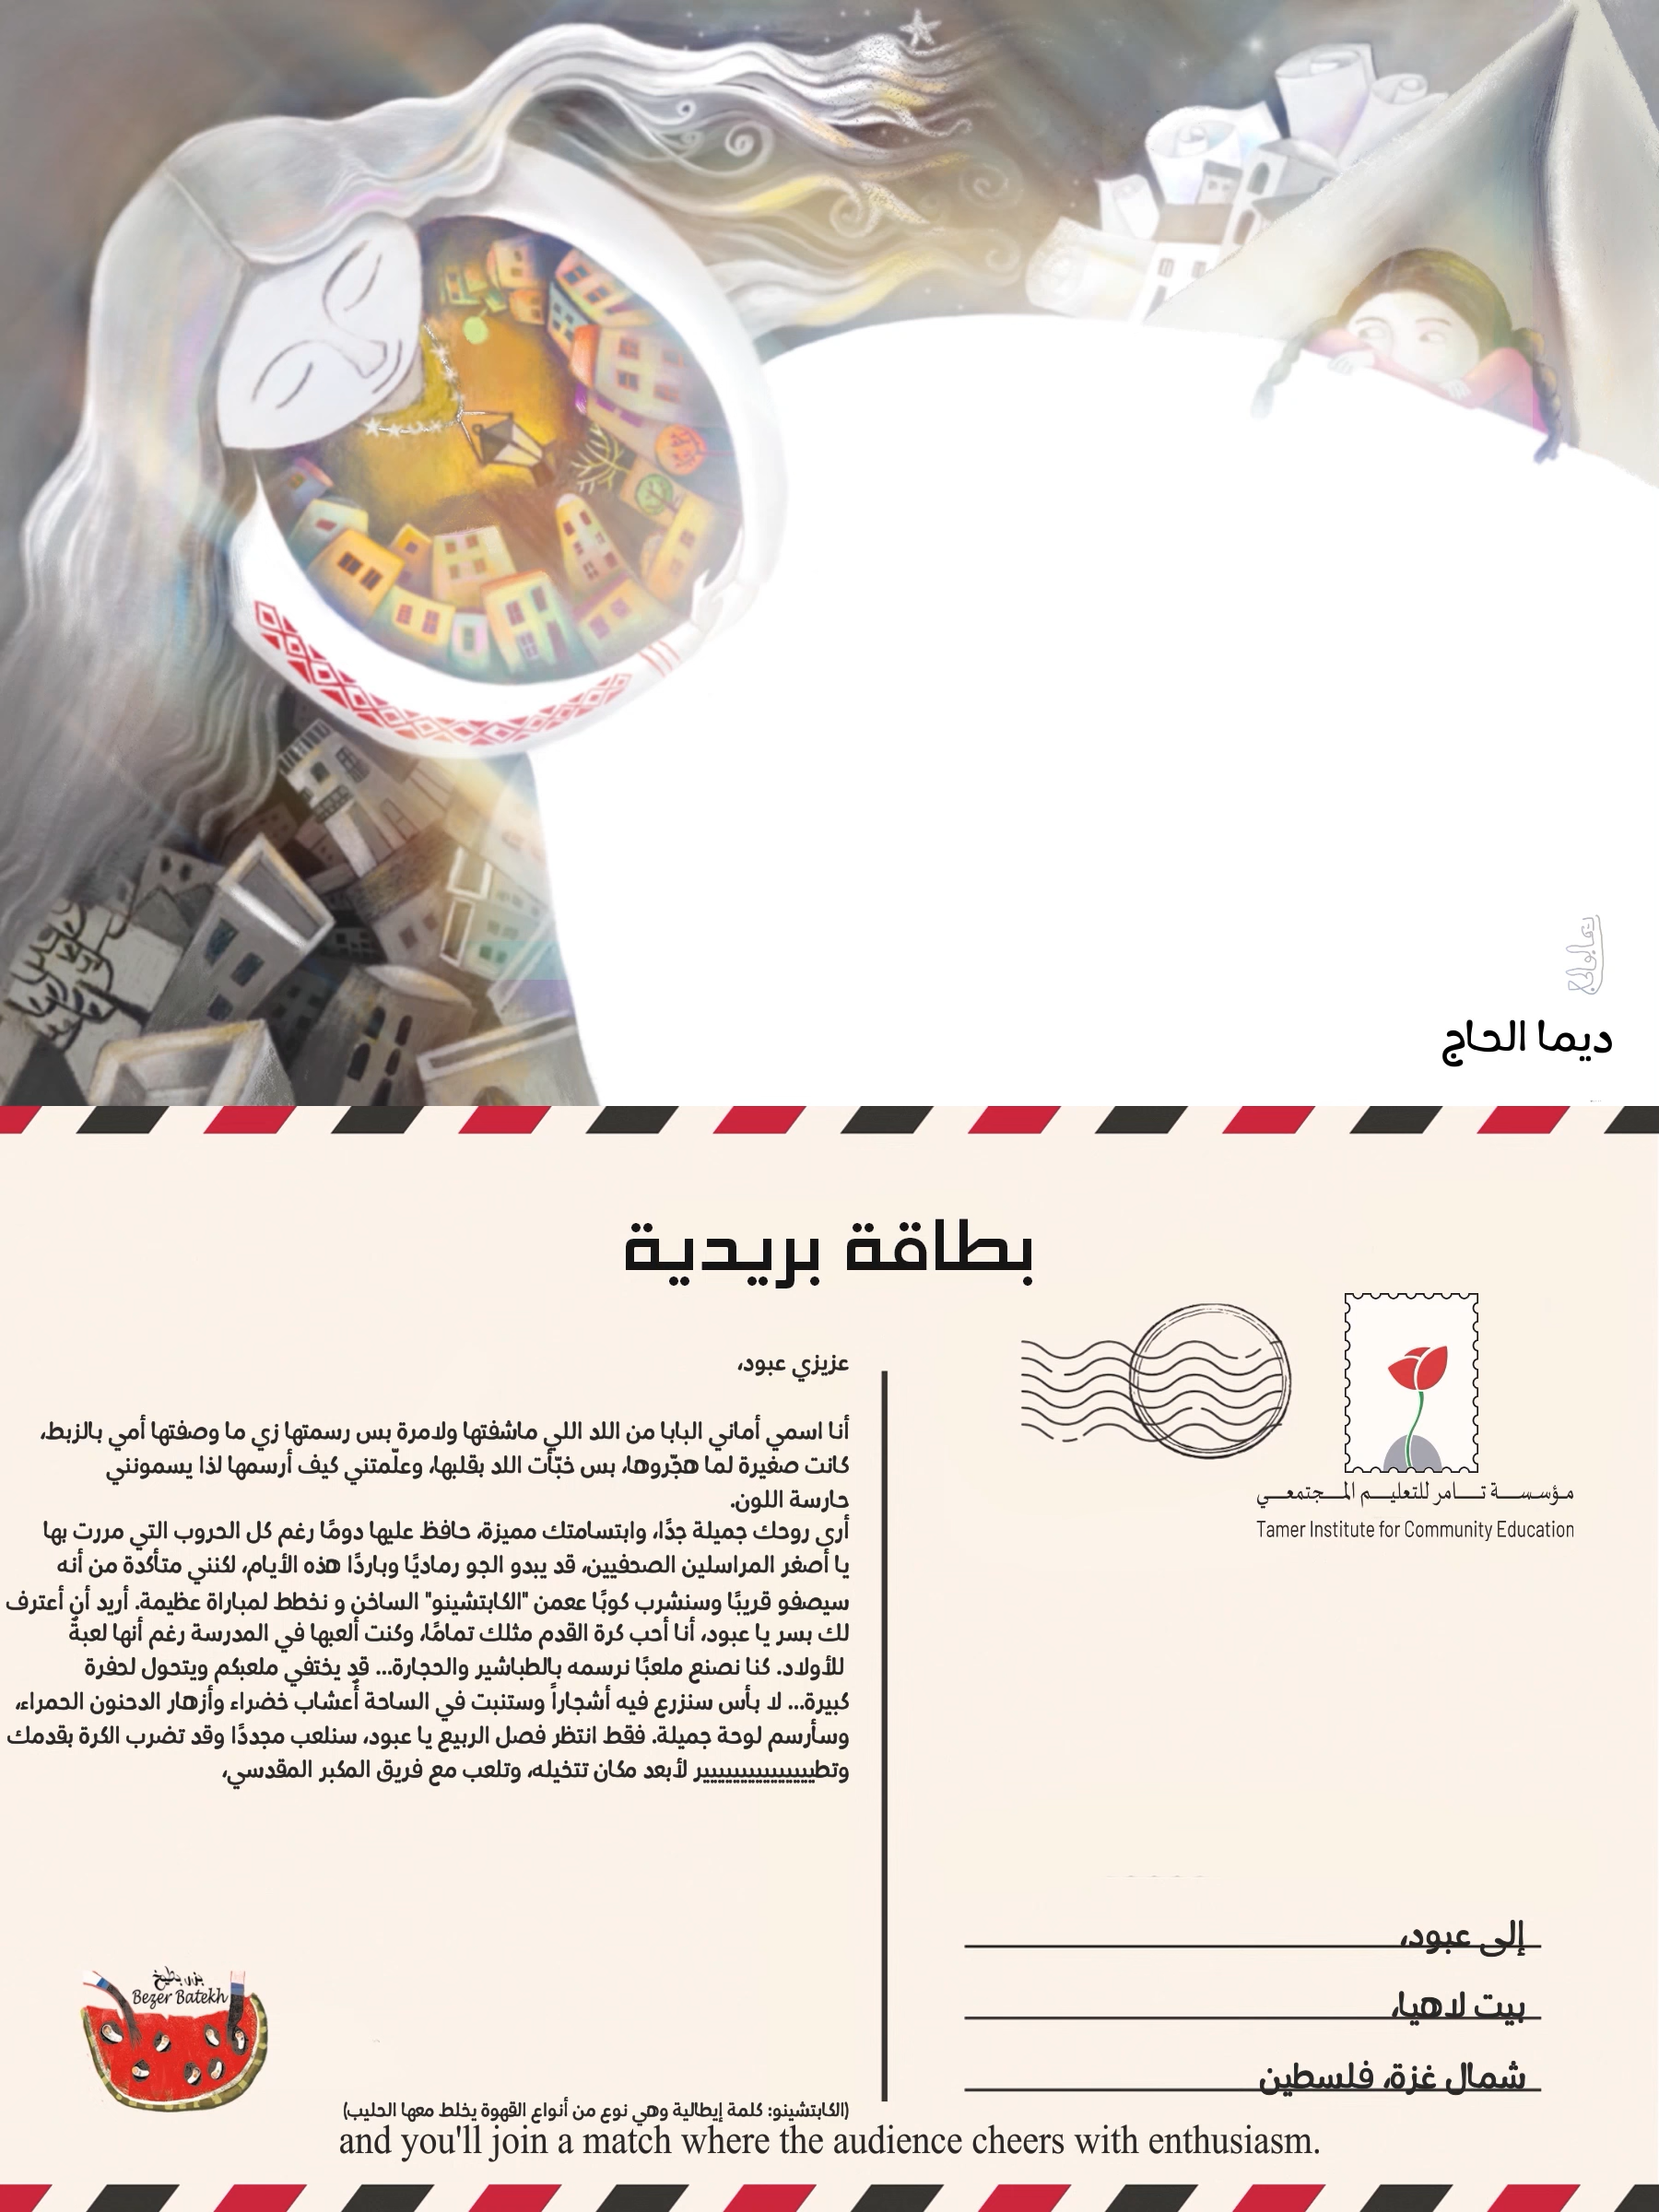 ديما الحاج
بطاقة بريدية
عزيزي عبود،
أنا اسمي أماني البابا من اللد اللي ماشفتها ولامرة بس رسمتها زي ما وصفتها أمي بالزبط،
كانت صغيرة لما هجّروها، بس خبّأت اللد بقلبها، وعلّمتني كيف أرسمها لذا يسمونني
حارسة اللون.
أرى روحك جميلة جدًا، وابتسامتك مميزة، حافظ عليها دومًا رغم كل الحروب التي مررت بها
يا أصغر المراسلين الصحفيين، قد يبدو الجو رماديًا وباردًا هذه الأيام، لكنني متأكدة من أنه
سيصفو قريبًا وسنشرب كوبًا ععمن "الكابتشينو" الساخن و نخطط لمباراة عظيمة. أريد أن أعترف
لك بسر يا عبود، أنا أحب كرة القدم مثلك تمامًا، وكنت ألعبها في المدرسة رغم أنها لعبةٌ
للأولاد. كنا نصنع ملعبًا نرسمه بالطباشير والحجارة... قد يختفي ملعبكم ويتحول لحفرة
كبيرة... لا بأس سنزرع فيه أشجاراً وستنبت في الساحة أعشاب خضراء وأزهار الدحنون الحمراء،
وسأرسم لوحة جميلة. فقط انتظر فصل الربيع يا عبود، سنلعب مجددًا وقد تضرب الكرة بقدمك
وتطيييييييييييييييير لأبعد مكان تتخيله، وتلعب مع فريق المكبر المقدسي،
(الكابتشينو: كلمة إيطالية وهي نوع من أنواع القهوة يخلط معها الحليب)
and you'll join a match where the audience cheers with enthusiasm.
مؤسسة تامر للتعليم المجتمعي
Tamer Institute for Community Education
إلى عبود،
بيت لاهيا،
شمال غزة، فلسطين
بزر بطيخ
Bezer Batekh